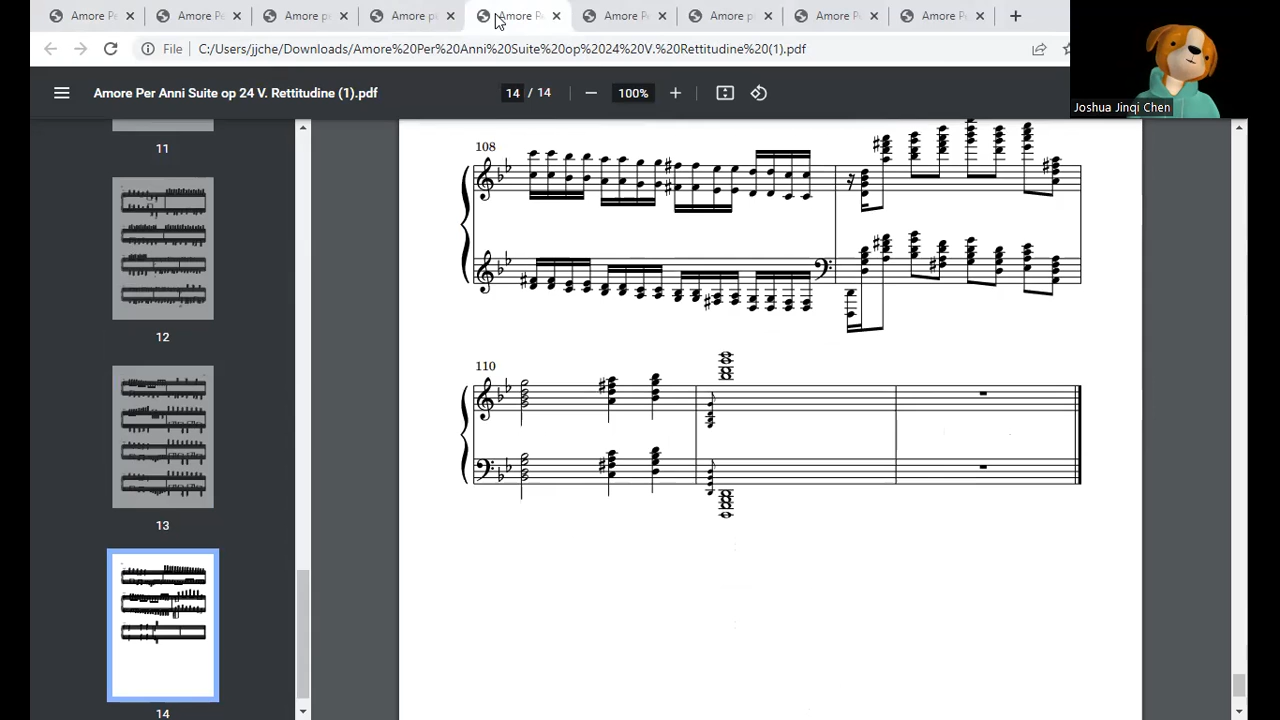 Amore Pe
Amore Pe
Amore p
Amore p
Amore P
Amore P
Amore p
Amore P
Amore P
File
C:/Users/jjche/Downloads/Amore%20Per%20Anni%20Suite%20op%2024%20V.%20Rettitudine%20(1).pdf
Joshua Jinqi Chen
Amore Per Anni Suite op 24 V. Rettitudine (1).pdf
14 / 14
100%
11
12
13
14
108
110